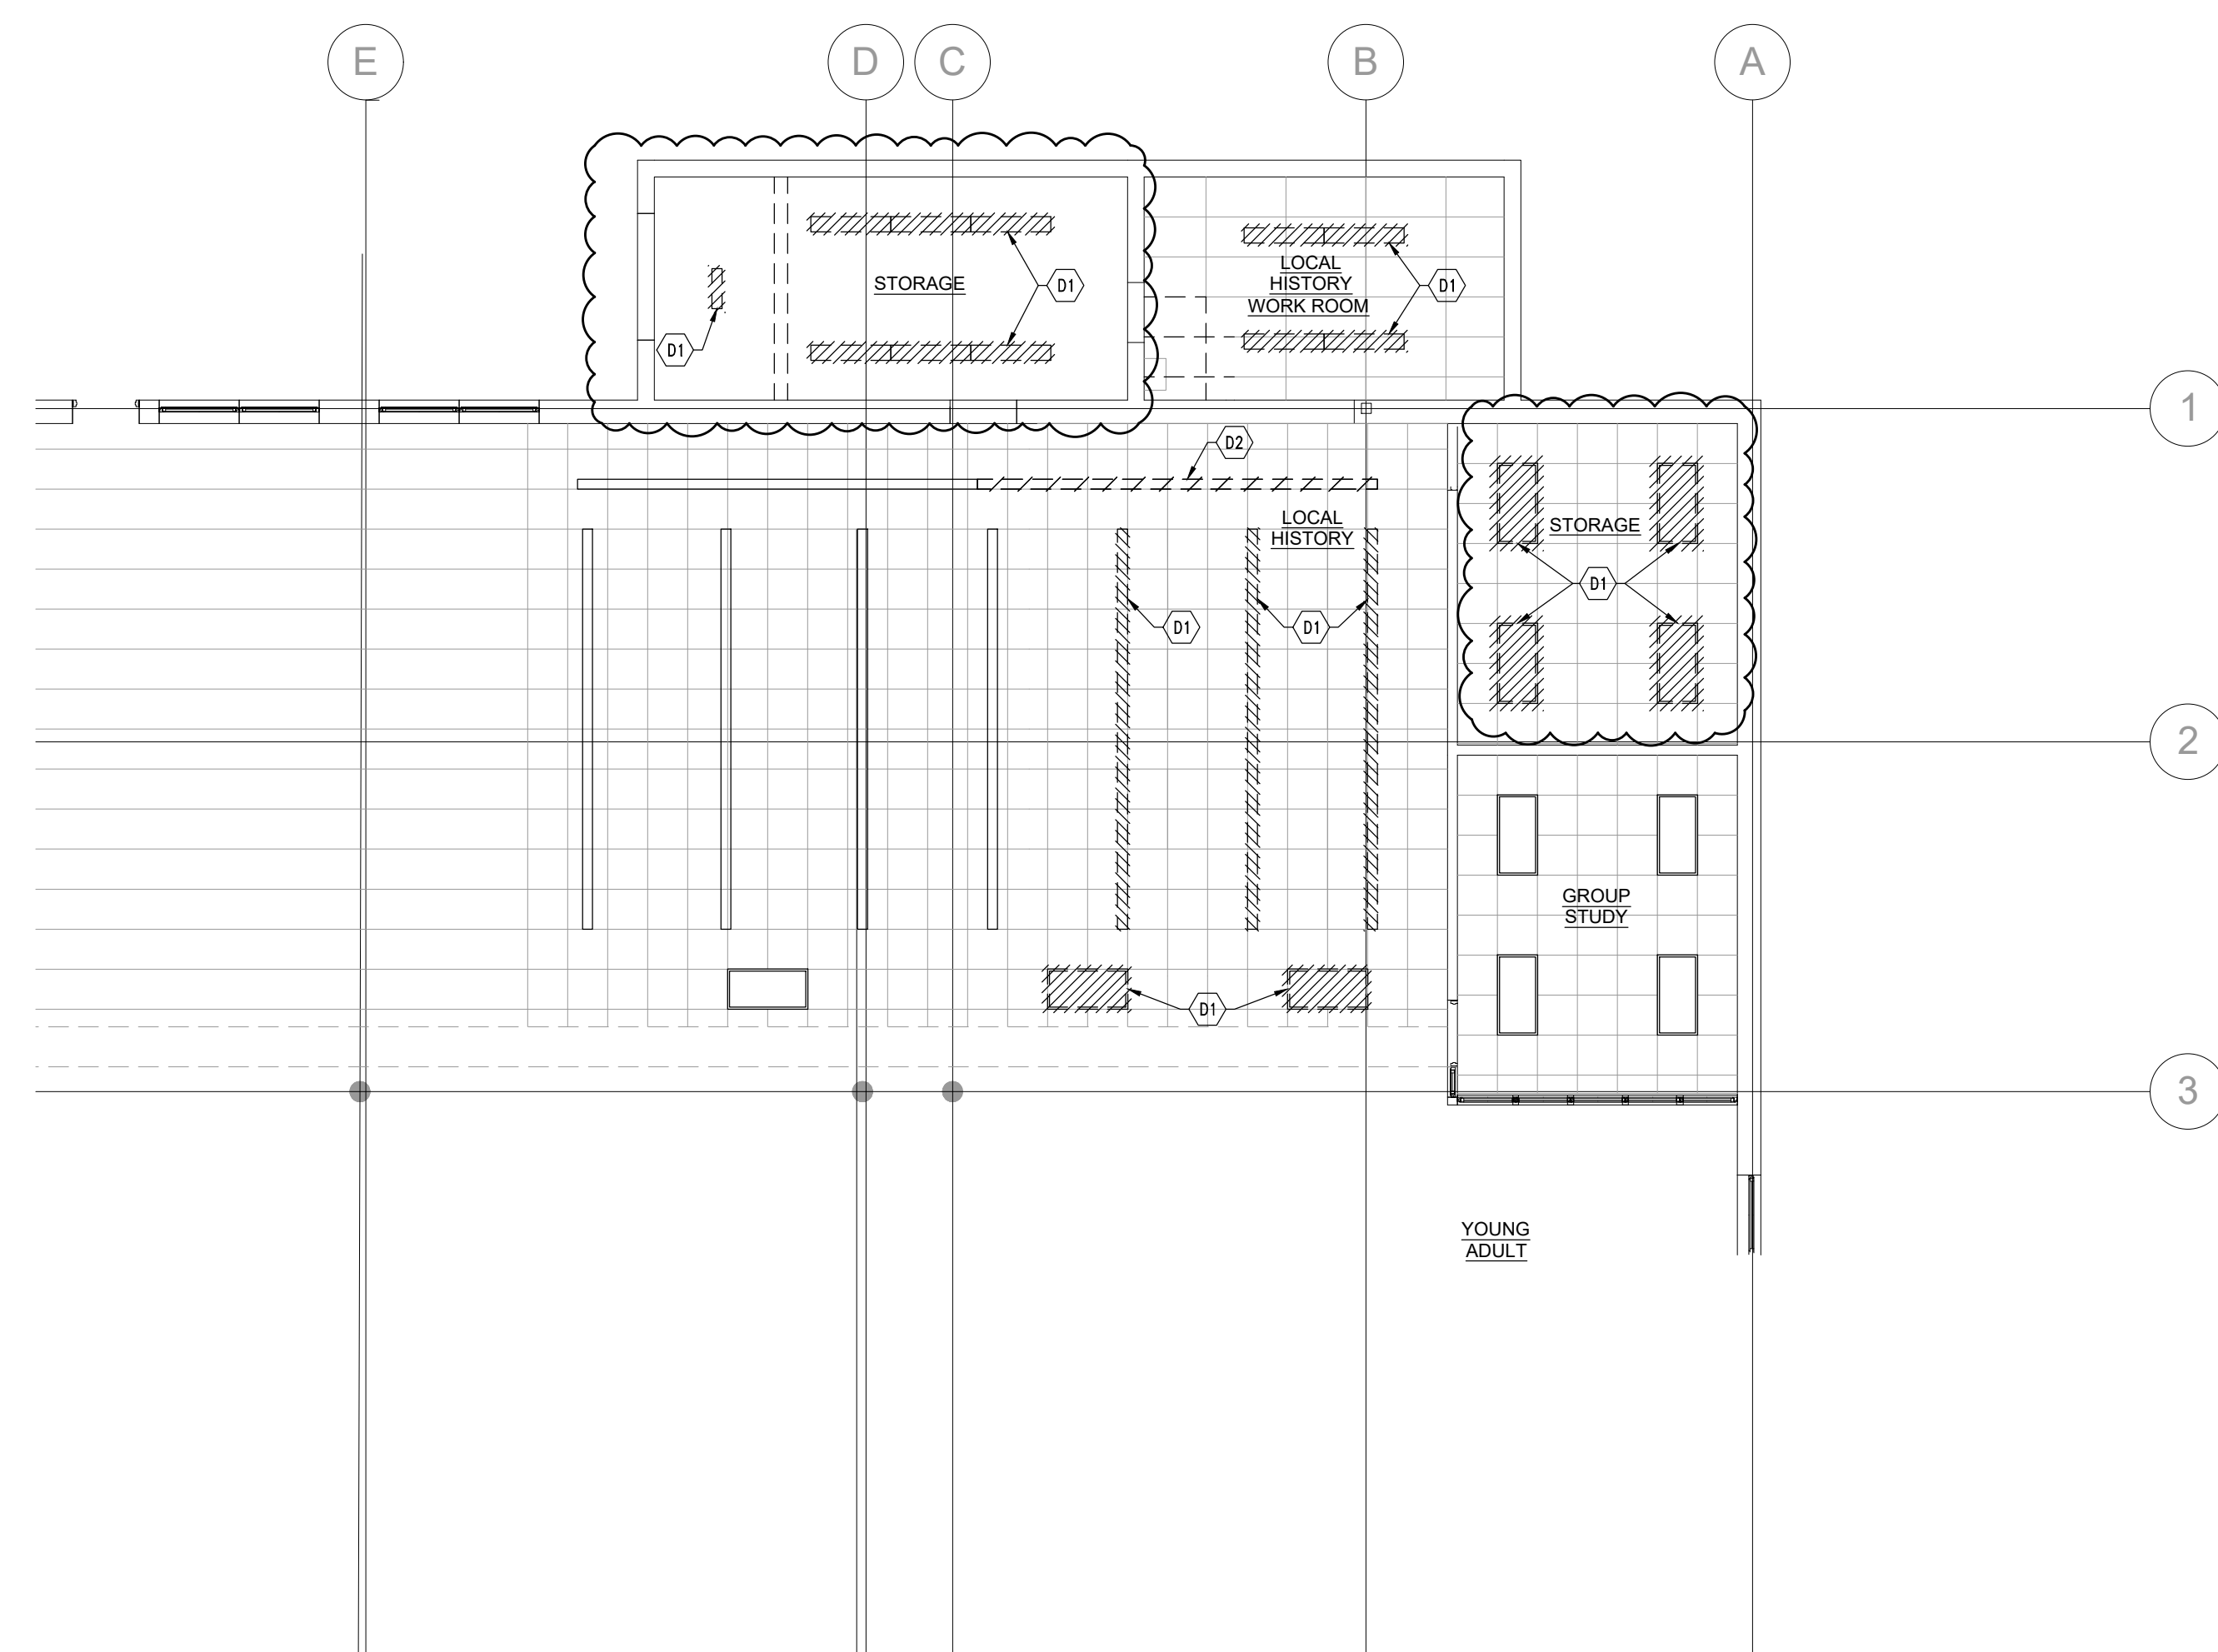 E
D
C
B
A
STORAGE
D1
D1
LOCAL
HISTORY
WORK ROOM
D1
1
D2
LOCAL
HISTORY
STORAGE
D1
D1
D1
2
GROUP
STUDY
D1
3
YOUNG
ADULT